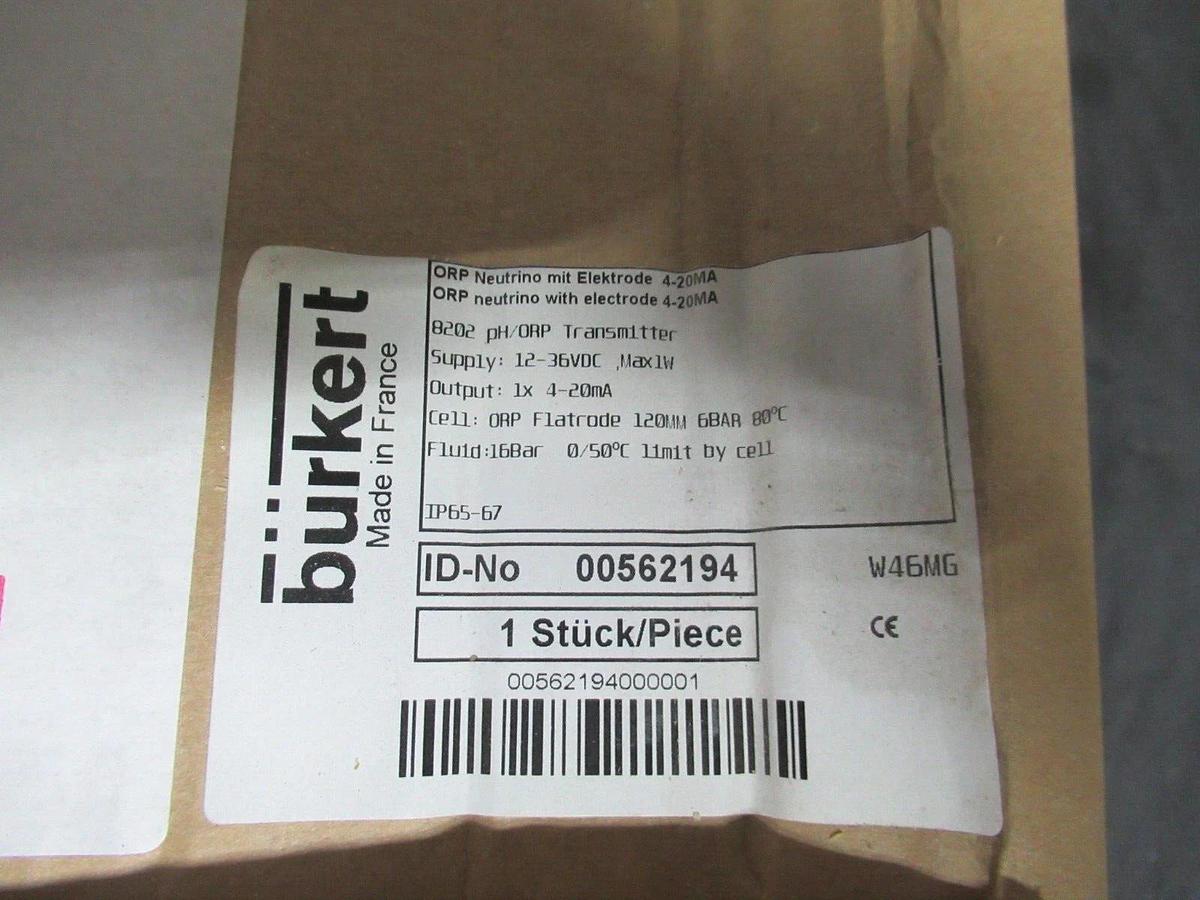 bürkert
Made in France
ORP Neutrino mit Elektrode 4-20MA
ORP neutrino with electrode 4-20MA
8202 pH/ORP Transmitter
Supply: 12-36VDC ,Max1W
Output: 1x 4-20mA
Cell: ORP Flatrode 120MM 6BAR 80°C
Fluid:16Bar 0/50°C limit by cell
IP65-67
ID-No 00562194
W46MG
1 Stück/Piece
CE
00562194000001